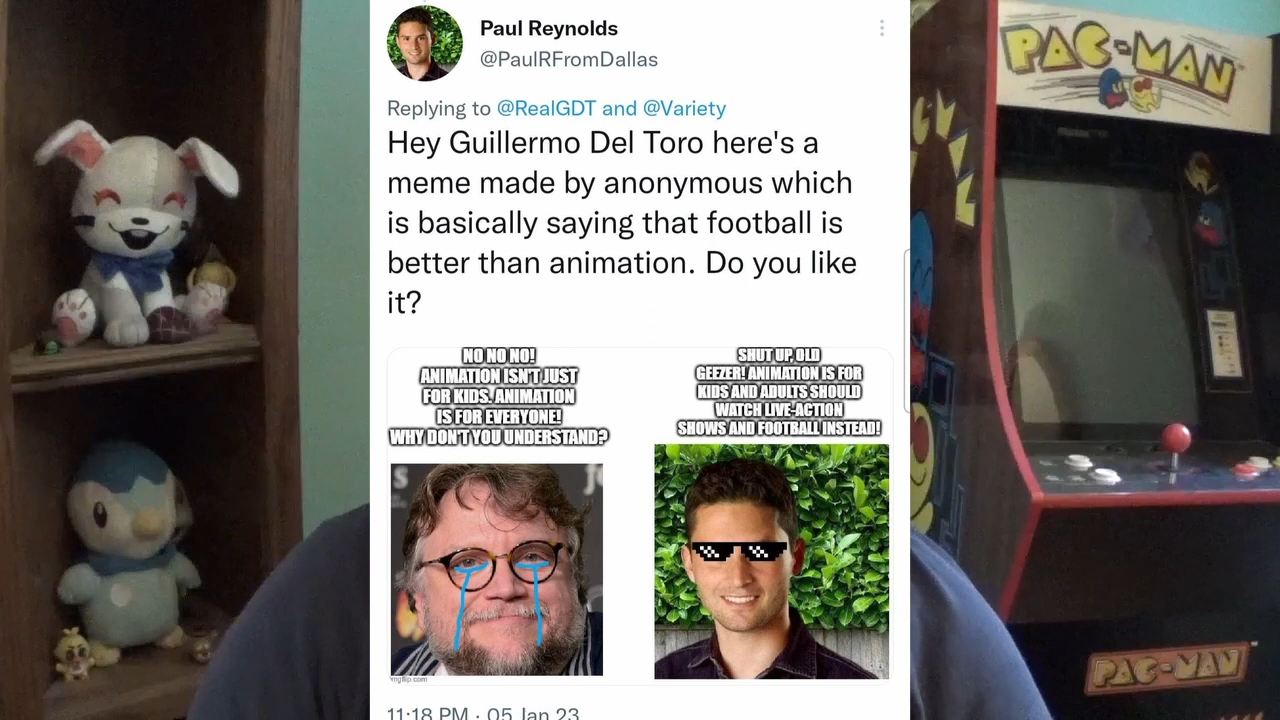 PAC-MAN
Paul Reynolds
@PaulRFromDallas
Replying to @RealGDT and @Variety
Hey Guillermo Del Toro here's a
meme made by anonymous which
is basically saying that football is
better than animation. Do you like
it?
NO NO NO!
ANIMATION ISN'T JUST
FOR KIDS. ANIMATION
IS FOR EVERYONE!
WHY DON'T YOU UNDERSTAND?
SHUT UP, OLD
GEEZER! ANIMATION IS FOR
KIDS AND ADULTS SHOULD
WATCH LIVE-ACTION
SHOWS AND FOOTBALL INSTEAD!
imgflip.com
11:18 PM · 05 Jan 23
PAC-MAN